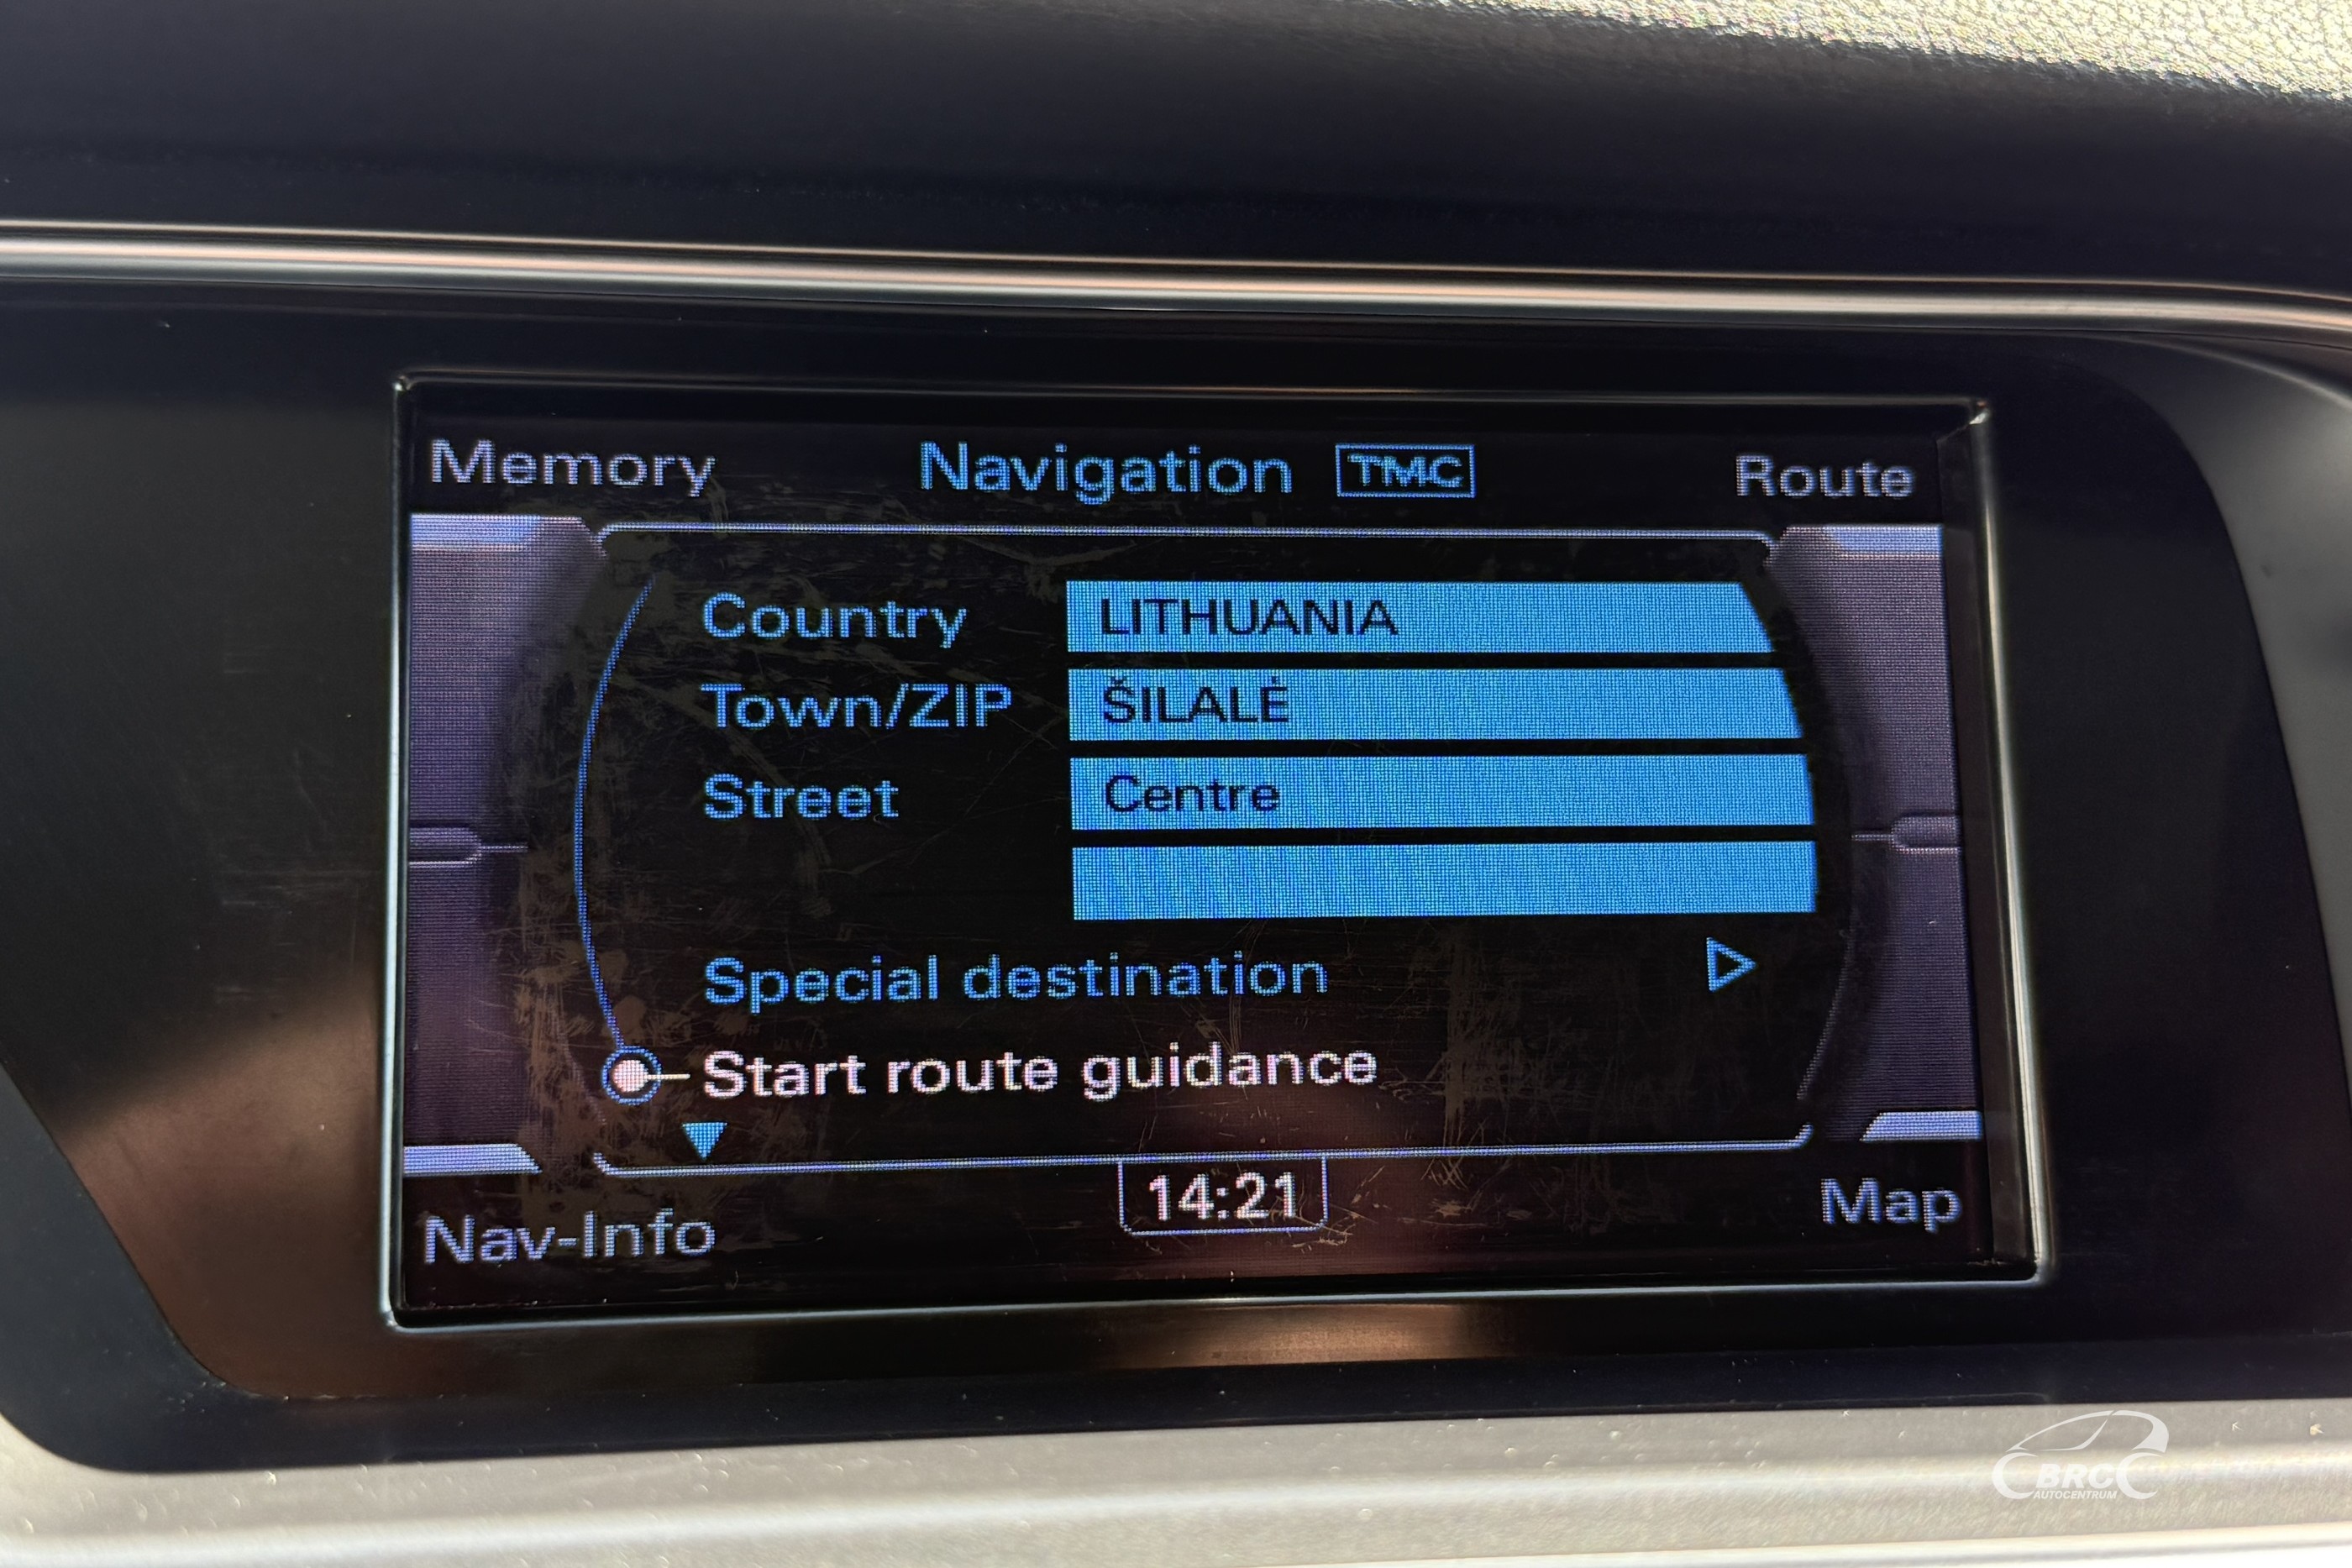 Memory Navigation TMC Route
Country LITHUANIA
Town/ZIP ŠILALĖ
Street Centre
Special destination
Start route guidance
14:21
Nav-Info Map
BRC
AUTOCENTRUM